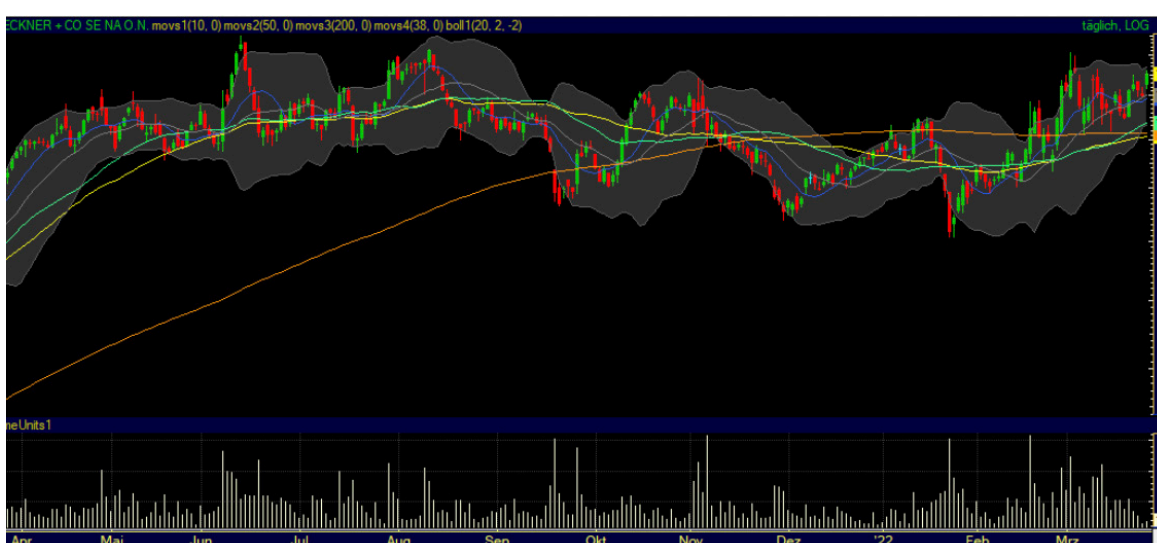 ECKNER + CO SE NA O.N. movs1(10, 0) movs2(50, 0) movs3(200, 0) movs4(38, 0) boll1(20, 2, -2) täglich, LOG
meUnits1
Apr Mai Jun Jul Aug Sep Okt Nov Dez '22 Feb Mrz